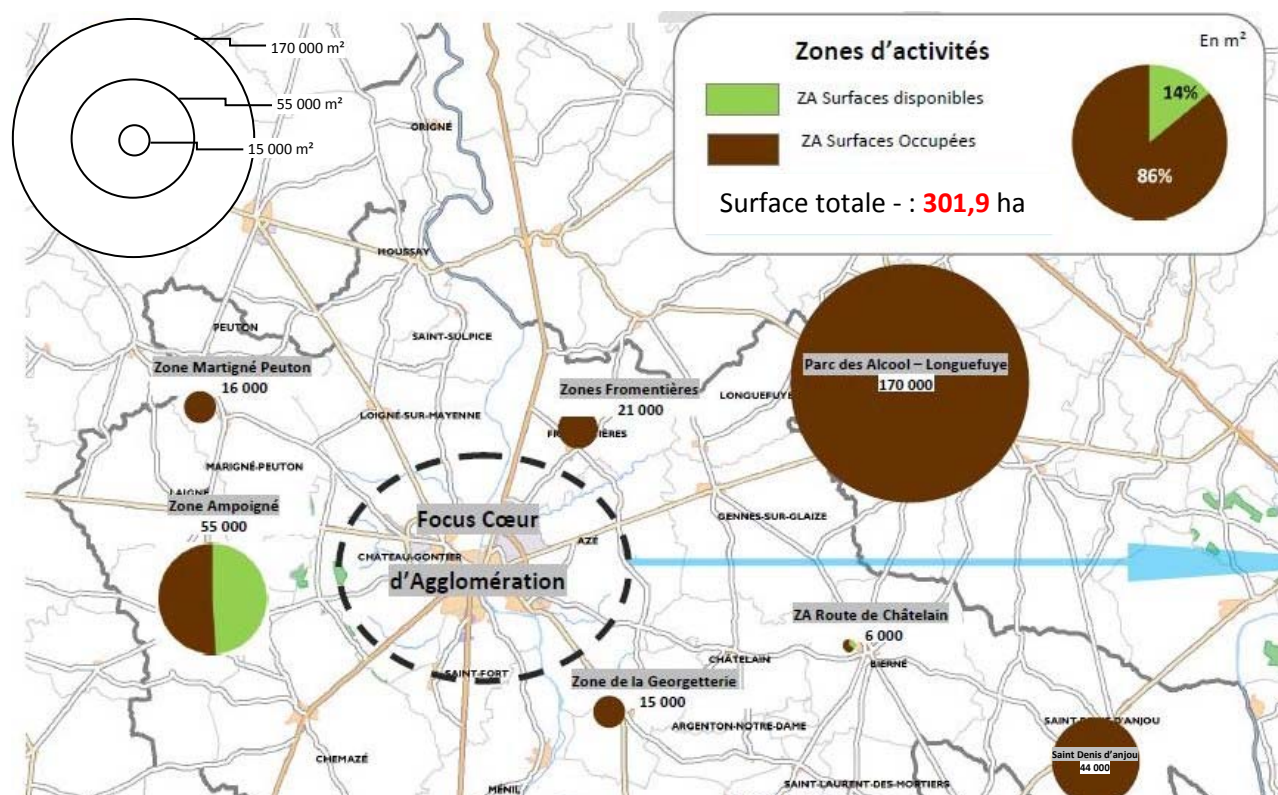 170 000 m²
55 000 m²
15 000 m²
Zones d'activités
En m²
ZA Surfaces disponibles
ZA Surfaces Occupées
14%
86%
Surface totale - : 301,9 ha
ORIGNÉ
HOUSSAY
PEUTON
SAINT-SULPICE
Zone Martigné Peuton
16 000
Zones Fromentières
21 000
LONGUEFUYE
Parc des Alcool – Longuefuye
170 000
LOIGNÉ-SUR-MAYENNE
MARIGNÉ-PEUTON
LAIGNÉ
Zone Ampoigné
55 000
Focus Cœur
d'Agglomération
CHÂTEAU-GONTIER
AZÉ
GENNES-SUR-GLAIZE
ZA Route de Châtelain
6 000
BIERNÉ
CHÂTELAIN
SAINT-FORT
Zone de la Georgetterie
15 000
ARGENTON-NOTRE-DAME
CHEMAZÉ
MÉNIL
SAINT-LAURENT-DES-MORTIERS
Saint Denis d'anjou
44 000